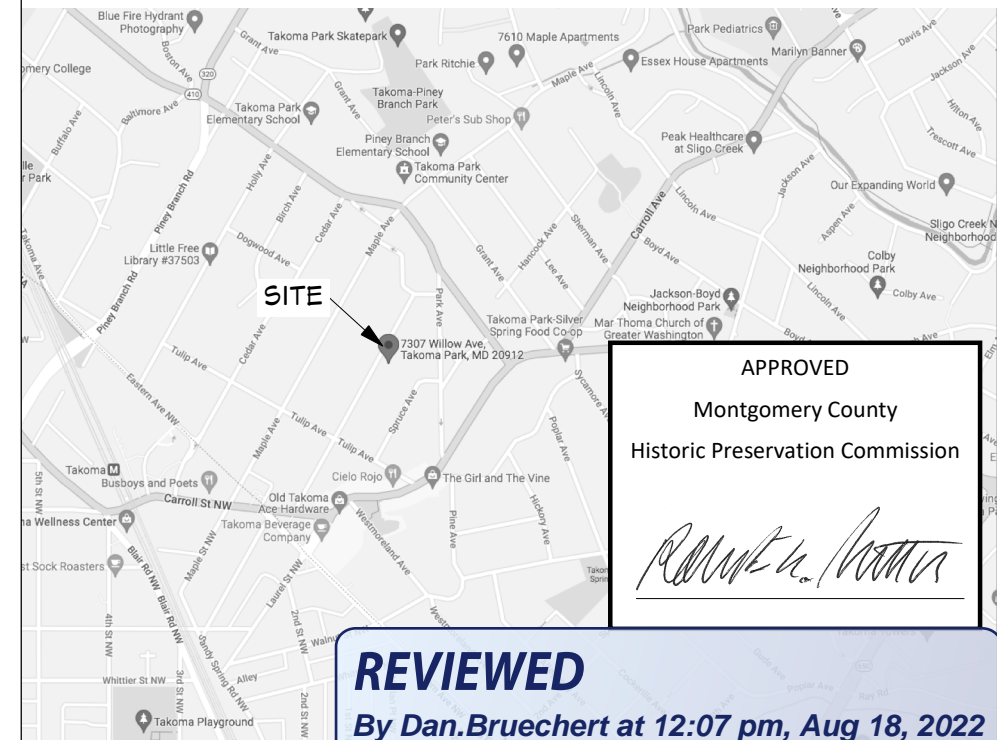 Blue Fire Hydrant
Photography
Grant Ave
Boston Ave
Takoma Park Skatepark
7610 Maple Apartments
Park Pediatrics
Davis Ave
Marilyn Banner
Park Ritchie
Maple Ave
Essex House Apartments
Jackson Ave
omery College
320
410
Grant Ave
Takoma-Piney
Branch Park
Lincoln Ave
Hilton Ave
Buffalo Ave
Baltimore Ave
Takoma Park
Elementary School
Peter's Sub Shop
Trescott Ave
Piney Branch
Elementary School
Peak Healthcare
at Sligo Creek
lle
r Park
Piney Branch Rd
Holly Ave
Takoma Park
Community Center
Jackson Ave
Our Expanding World
Birch Ave
Cedar Ave
Maple Ave
Lincoln Ave
Carroll Ave
Aspen Ave
Sligo Creek N
Neighborhood
Takoma Ave
Little Free
Library #37503
Dogwood Ave
Grant Ave
Hancock Ave
Sherman Ave
Lee Ave
Boyd Ave
Colby
Neighborhood Park
Colby Ave
SITE
Park Ave
Jackson-Boyd
Neighborhood Park
Lincoln Ave
Piney Branch Rd
Cedar Ave
7307 Willow Ave,
Takoma Park, MD 20912
Takoma Park-Silver
Spring Food Co-op
Mar Thoma Church of
Greater Washington
Tulip Ave
Eastern Ave NW
Spruce Ave
Sycamore Ave
APPROVED
Montgomery County
Historic Preservation Commission
Maple Ave
Tulip Ave
Tulip Ave
Poplar Ave
Takoma
Busboys and Poets
Cielo Rojo
The Girl and The Vine
5th St NW
Carroll St NW
Old Takoma
Ace Hardware
Hickory Ave
a Wellness Center
Takoma Beverage
Company
Westmoreland Ave
Pine Ave
st Sock Roasters
Blair Rd NW
Maple St NW
Laurel St NW
4th St NW
Blair Rd NW
Sandy Spring Rd NW
2nd St NW
Walnu
Whittier St NW
3rd St NW
Alley
2nd St NW
Takoma Playground
REVIEWED
By Dan.Bruechert at 12:07 pm, Aug 18, 2022